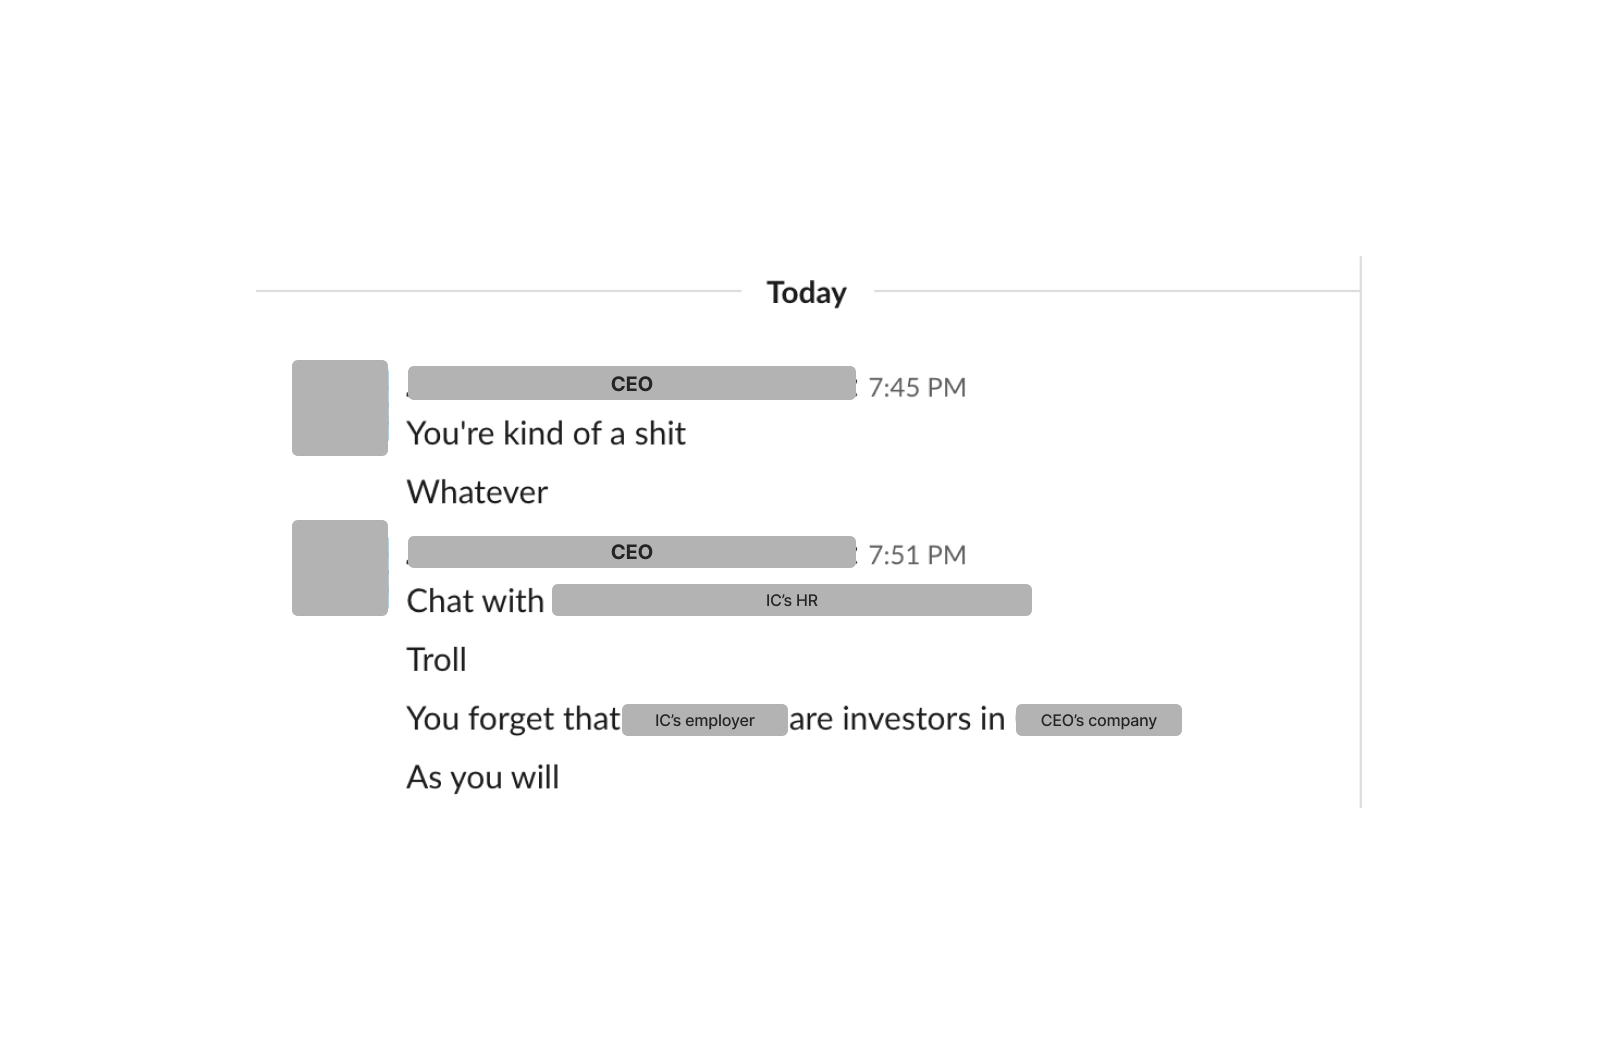 Today
CEO 7:45 PM
You're kind of a shit
Whatever
CEO 7:51 PM
Chat with IC's HR
Troll
You forget that IC's employer are investors in CEO's company
As you will